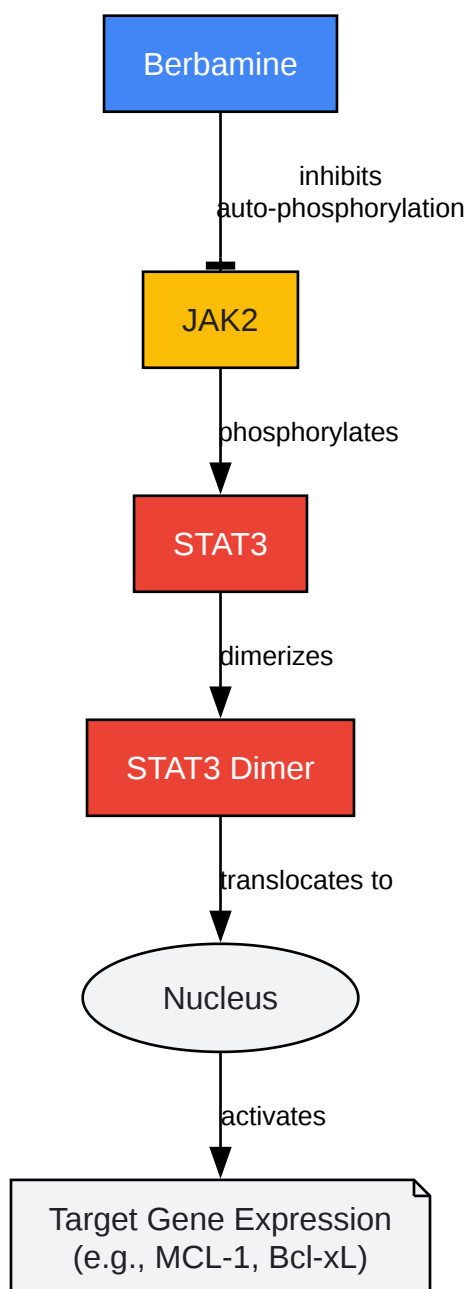 Berbamine
inhibits
auto-phosphorylation
JAK2
phosphorylates
STAT3
dimerizes
STAT3 Dimer
translocates to
Nucleus
activates
Target Gene Expression
(e.g., MCL-1, Bcl-xL)